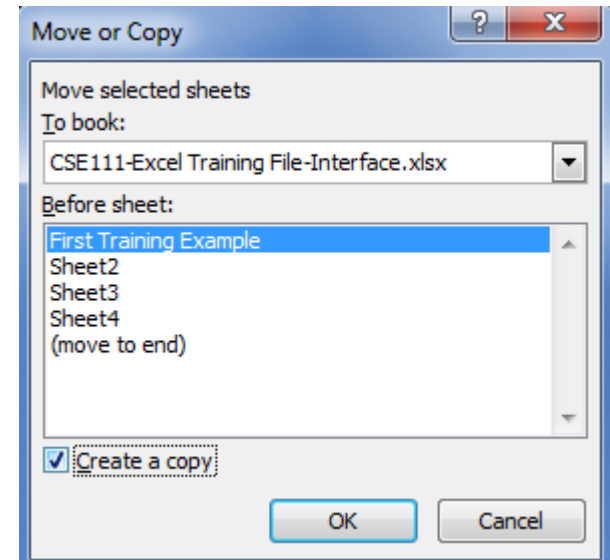 Move or Copy
Move selected sheets
To book:
CSE111-Excel Training File-Interface.xlsx
Before sheet:
First Training Example
Sheet2
Sheet3
Sheet4
(move to end)
Create a copy
OK Cancel